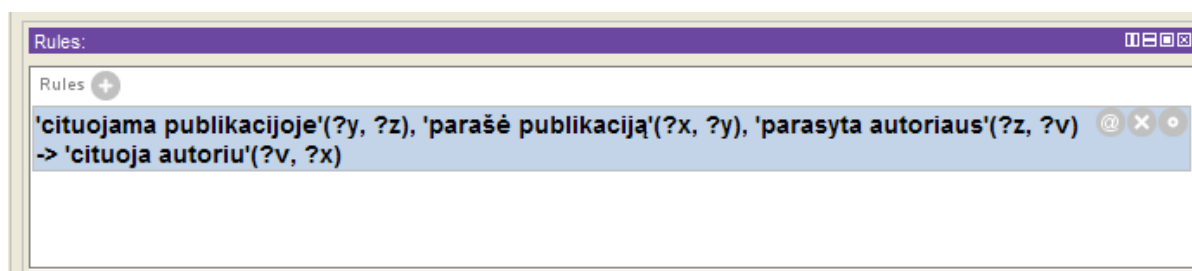 Rules:
Rules
'cituojama publikacijoje'(?y, ?z), 'parašė publikaciją'(?x, ?y), 'parasyta autoriaus'(?z, ?v)
-> 'cituoja autoriu'(?v, ?x)